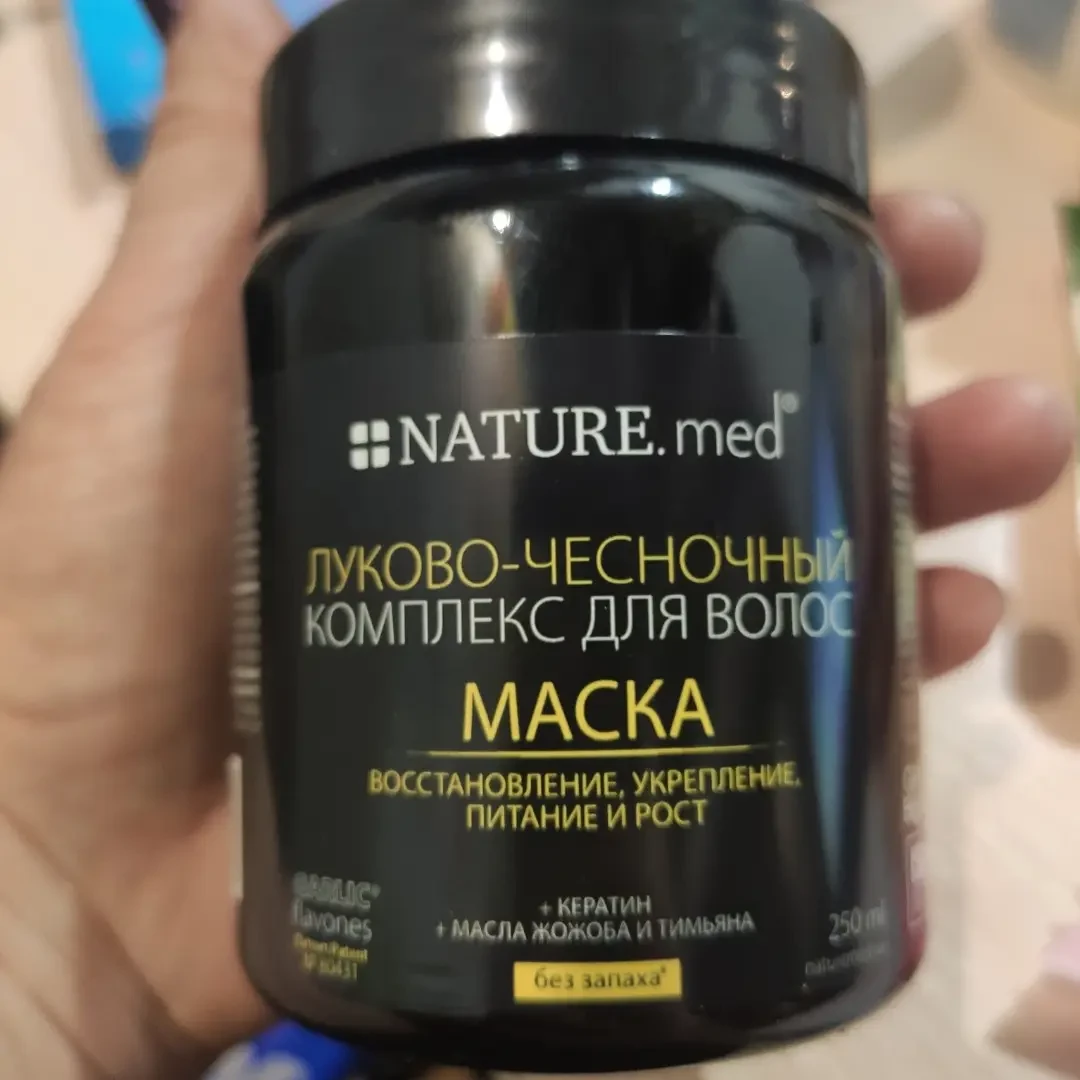 NATURE.med®
ЛУКОВО-ЧЕСНОЧНЫЙ
КОМПЛЕКС ДЛЯ ВОЛОС
МАСКА
ВОССТАНОВЛЕНИЕ, УКРЕПЛЕНИЕ,
ПИТАНИЕ И РОСТ
GARLIC®
flavones
+ КЕРАТИН
+ МАСЛА ЖОЖОБА И ТИМЬЯНА
250 ml
без запаха*